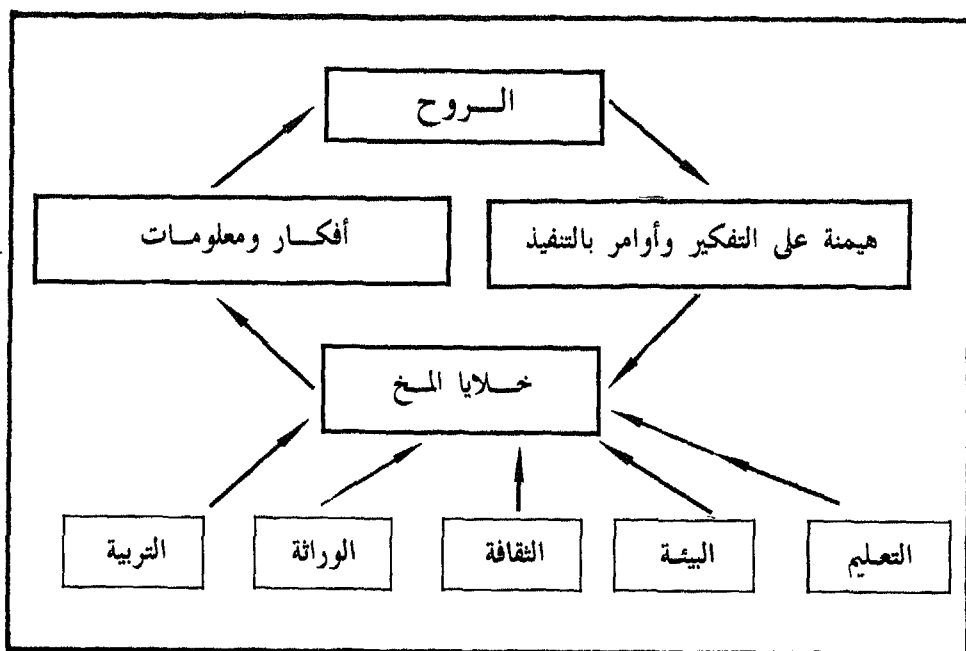 الروح
هيمنة على التفكير وأوامر بالتنفيذ
أفكار ومعلومات
خلايا المخ
التعليم
البيئة
الثقافة
الوراثة
التربية